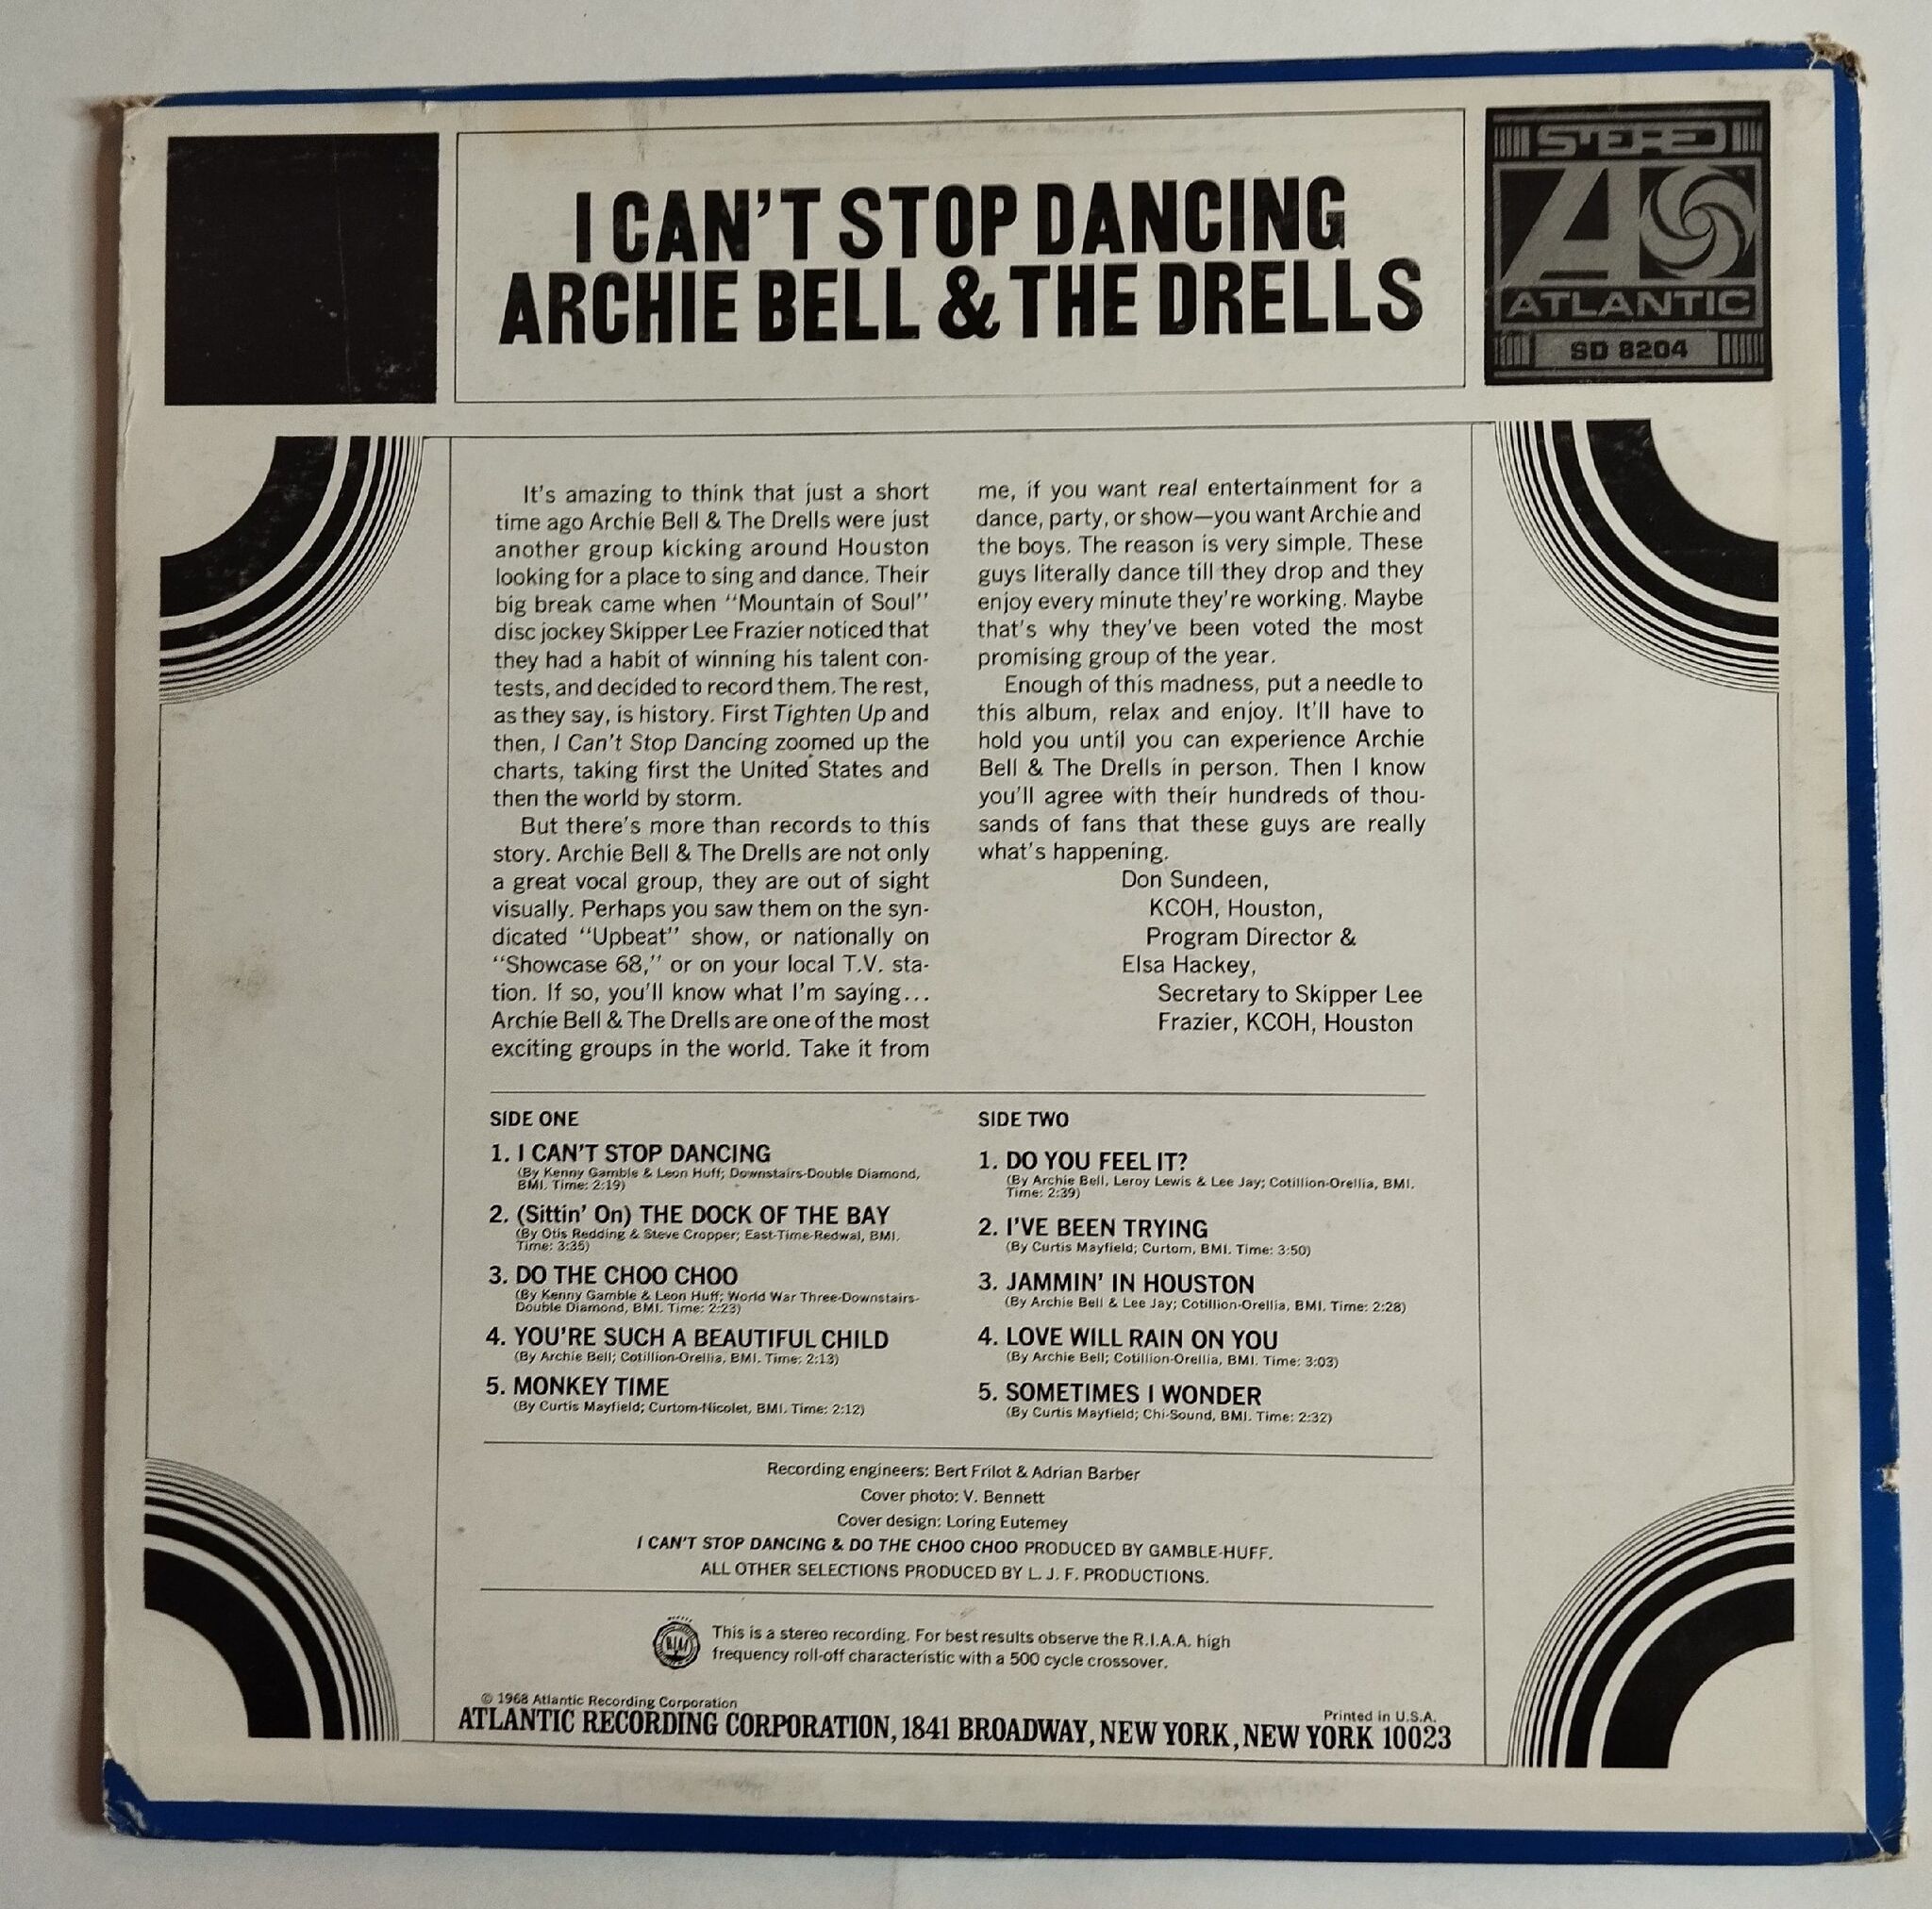 I CAN'T STOP DANCING
ARCHIE BELL & THE DRELLS
STEREO
ATLANTIC
SD 8204
It's amazing to think that just a short
time ago Archie Bell & The Drells were just
another group kicking around Houston
looking for a place to sing and dance. Their
big break came when "Mountain of Soul"
disc jockey Skipper Lee Frazier noticed that
they had a habit of winning his talent con-
tests, and decided to record them. The rest,
as they say, is history. First Tighten Up and
then, I Can't Stop Dancing zoomed up the
charts, taking first the United States and
then the world by storm.
But there's more than records to this
story. Archie Bell & The Drells are not only
a great vocal group, they are out of sight
visually. Perhaps you saw them on the syn-
dicated "Upbeat" show, or nationally on
"Showcase 68," or on your local T.V. sta-
tion. If so, you'll know what I'm saying...
Archie Bell & The Drells are one of the most
exciting groups in the world. Take it from
me, if you want real entertainment for a
dance, party, or show—you want Archie and
the boys. The reason is very simple. These
guys literally dance till they drop and they
enjoy every minute they're working. Maybe
that's why they've been voted the most
promising group of the year.
Enough of this madness, put a needle to
this album, relax and enjoy. It'll have to
hold you until you can experience Archie
Bell & The Drells in person. Then I know
you'll agree with their hundreds of thou-
sands of fans that these guys are really
what's happening.
Don Sundeen,
KCOH, Houston,
Program Director &
Elsa Hackey,
Secretary to Skipper Lee
Frazier, KCOH, Houston
SIDE ONE
1. I CAN'T STOP DANCING
(By Kenny Gamble & Leon Huff; Downstairs-Double Diamond,
BMI. Time: 2:19)
2. (Sittin' On) THE DOCK OF THE BAY
(By Otis Redding & Steve Cropper; East-Time-Redwal, BMI.
Time: 3:35)
3. DO THE CHOO CHOO
(By Kenny Gamble & Leon Huff; World War Three-Downstairs-
Double Diamond, BMI. Time: 2:23)
4. YOU'RE SUCH A BEAUTIFUL CHILD
(By Archie Bell; Cotillion-Orellia, BMI. Time: 2:13)
5. MONKEY TIME
(By Curtis Mayfield; Curtom-Nicolet, BMI. Time: 2:12)
SIDE TWO
1. DO YOU FEEL IT?
(By Archie Bell, Leroy Lewis & Lee Jay; Cotillion-Orellia, BMI.
Time: 2:39)
2. I'VE BEEN TRYING
(By Curtis Mayfield; Curtom, BMI. Time: 3:50)
3. JAMMIN' IN HOUSTON
(By Archie Bell & Lee Jay; Cotillion-Orellia, BMI. Time: 2:28)
4. LOVE WILL RAIN ON YOU
(By Archie Bell; Cotillion-Orellia, BMI. Time: 3:03)
5. SOMETIMES I WONDER
(By Curtis Mayfield; Chi-Sound, BMI. Time: 2:32)
Recording engineers: Bert Frilot & Adrian Barber
Cover photo: V. Bennett
Cover design: Loring Eutemey
I CAN'T STOP DANCING & DO THE CHOO CHOO PRODUCED BY GAMBLE-HUFF.
ALL OTHER SELECTIONS PRODUCED BY L. J. F. PRODUCTIONS.
RIAA
This is a stereo recording. For best results observe the R.I.A.A. high
frequency roll-off characteristic with a 500 cycle crossover.
© 1968 Atlantic Recording Corporation
Printed in U.S.A.
ATLANTIC RECORDING CORPORATION, 1841 BROADWAY, NEW YORK, NEW YORK 10023